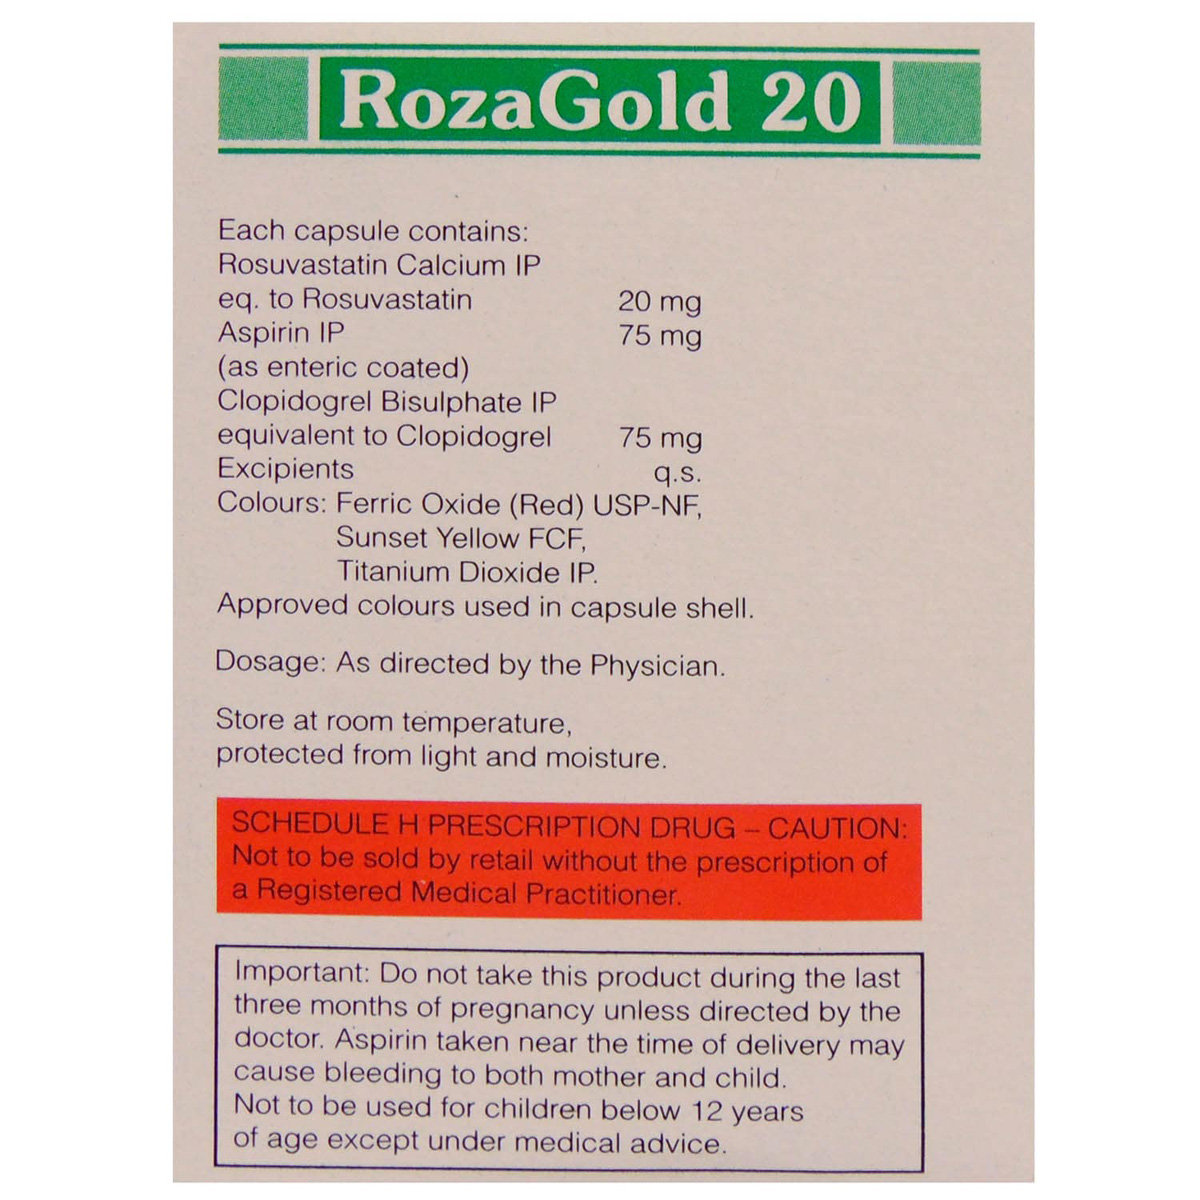 RozaGold 20
Each capsule contains:
Rosuvastatin Calcium IP
eq. to Rosuvastatin 20 mg
Aspirin IP 75 mg
(as enteric coated)
Clopidogrel Bisulphate IP
equivalent to Clopidogrel 75 mg
Excipients q.s.
Colours: Ferric Oxide (Red) USP-NF,
Sunset Yellow FCF,
Titanium Dioxide IP.
Approved colours used in capsule shell.
Dosage: As directed by the Physician.
Store at room temperature,
protected from light and moisture.
SCHEDULE H PRESCRIPTION DRUG – CAUTION:
Not to be sold by retail without the prescription of
a Registered Medical Practitioner.
Important: Do not take this product during the last
three months of pregnancy unless directed by the
doctor. Aspirin taken near the time of delivery may
cause bleeding to both mother and child.
Not to be used for children below 12 years
of age except under medical advice.